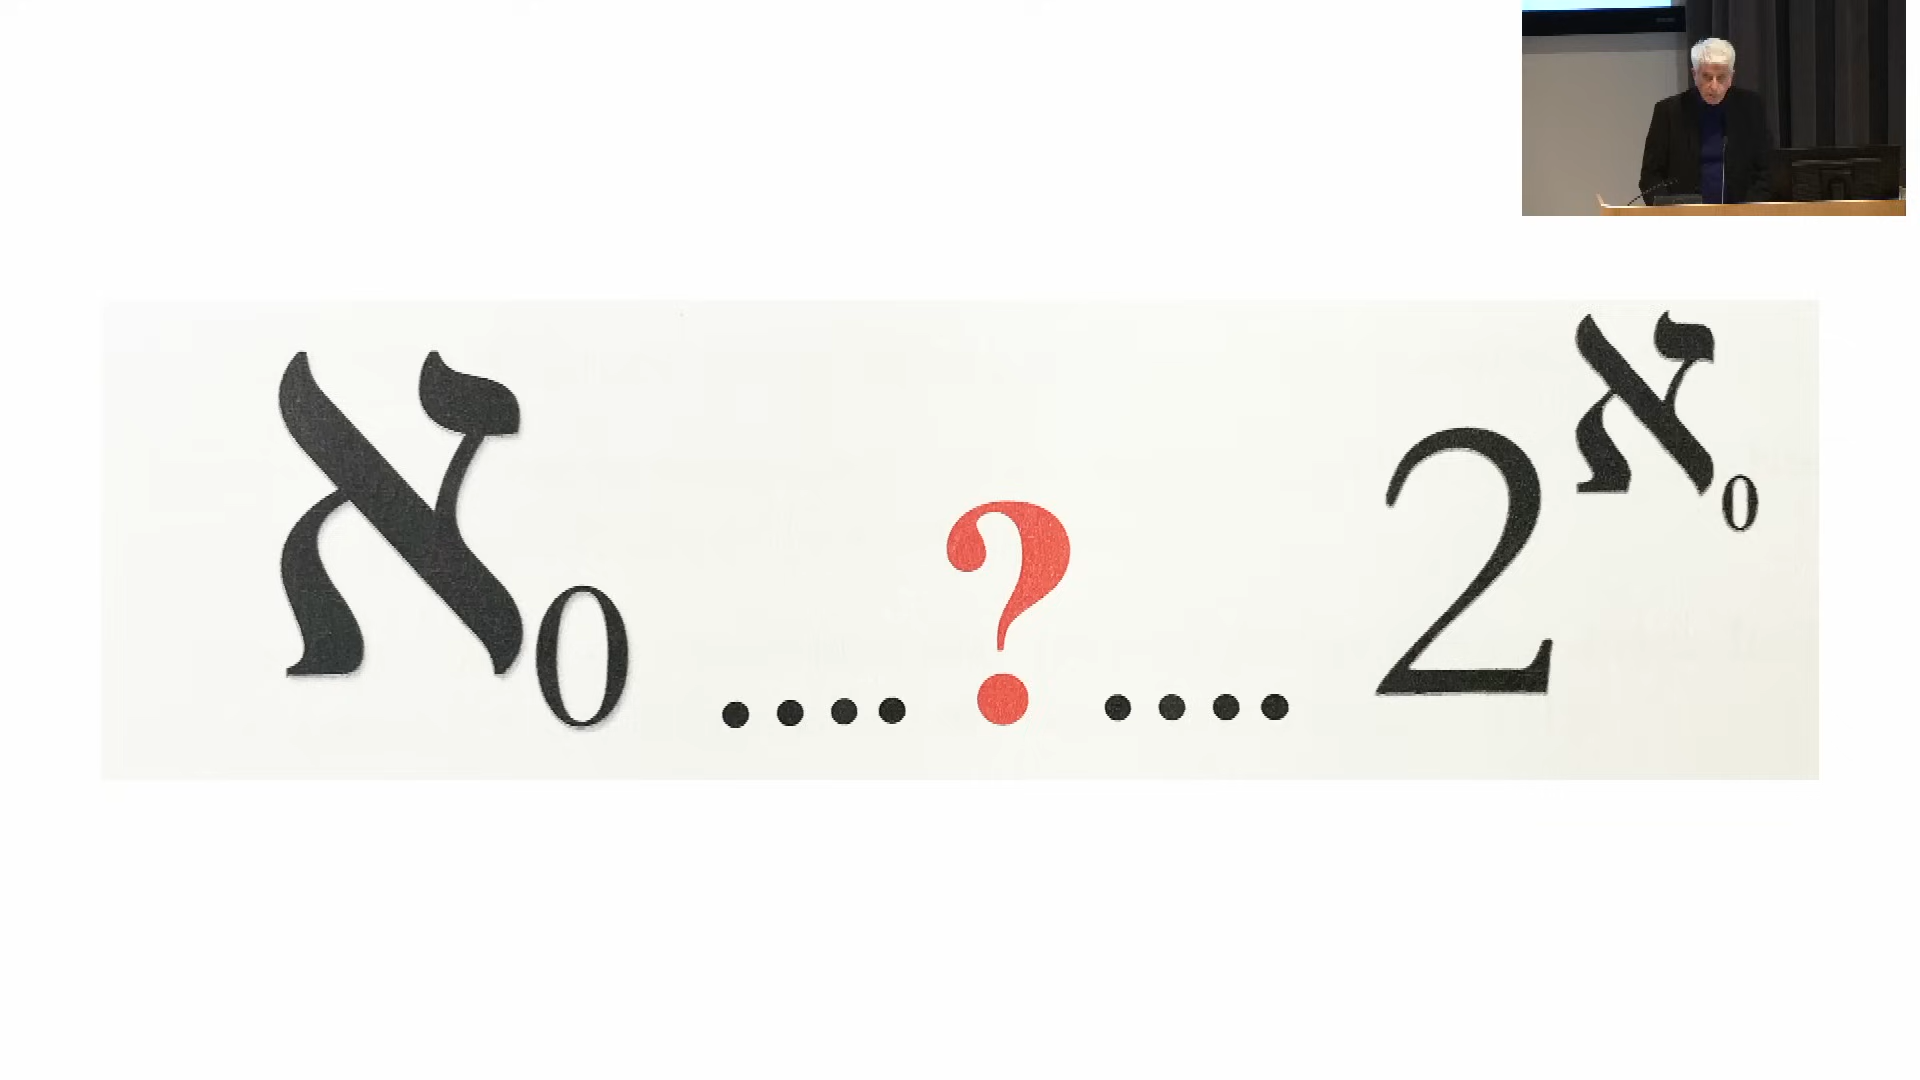 ℵ₀ .... ? .... 2^ℵ₀